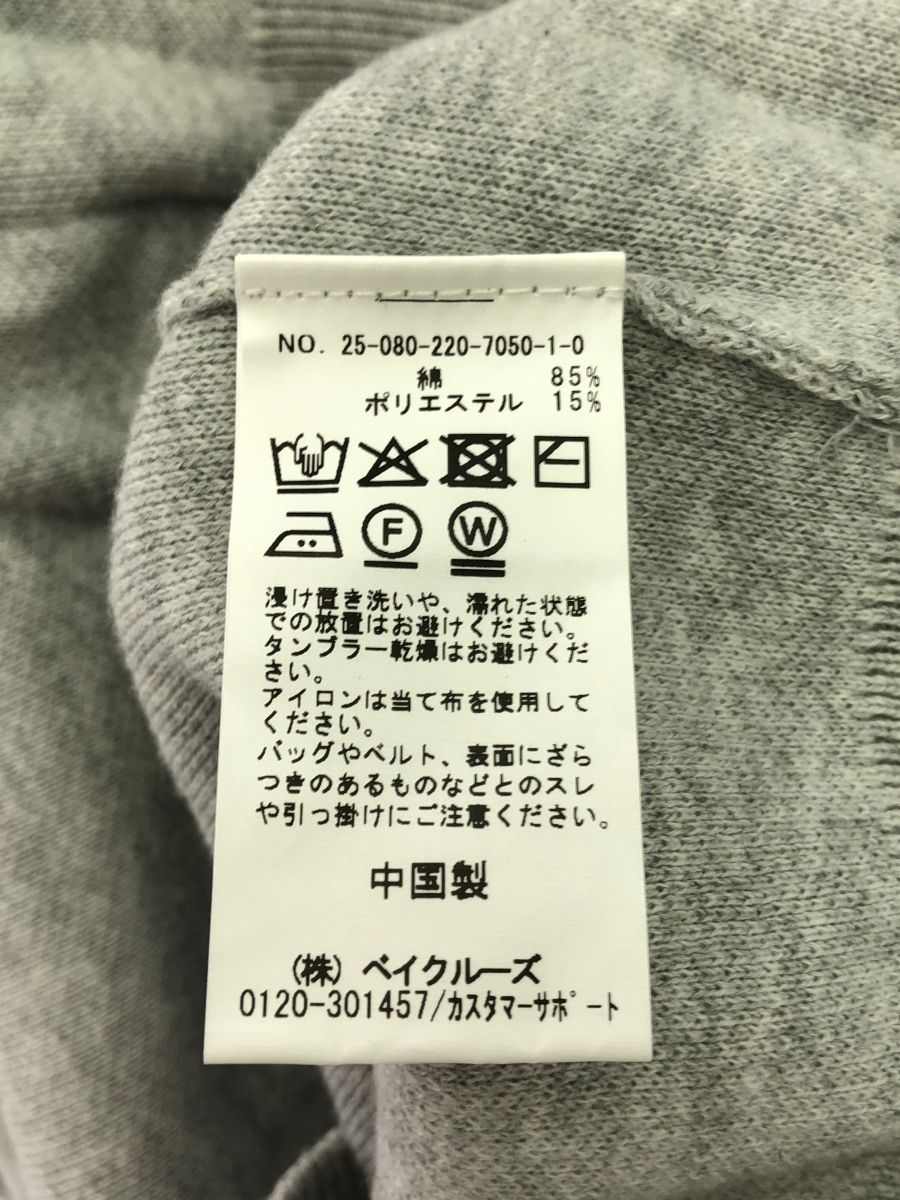 NO. 25-080-220-7050-1-0
綿 85%
ポリエステル 15%
F W
浸け置き洗いや、濡れた状態
での放置はお避けください。
タンブラー乾燥はお避けくだ
さい。
アイロンは当て布を使用して
ください。
バッグやベルト、表面にざら
つきのあるものなどとのスレ
や引っ掛けにご注意ください。
中国製
(株) ベイクルーズ
0120-301457/カスタマーサポート